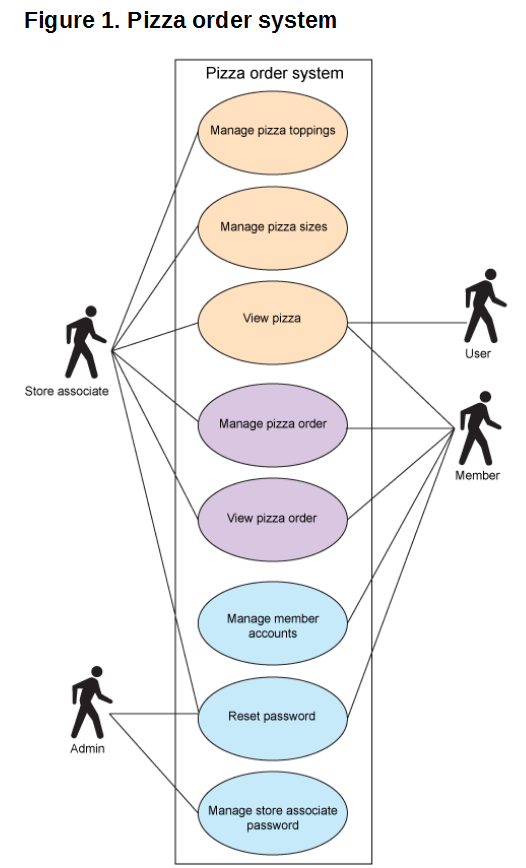 Figure 1. Pizza order system
Pizza order system
Manage pizza toppings
Manage pizza sizes
View pizza
User
Store associate
Manage pizza order
Member
View pizza order
Manage member
accounts
Reset password
Admin
Manage store associate
password